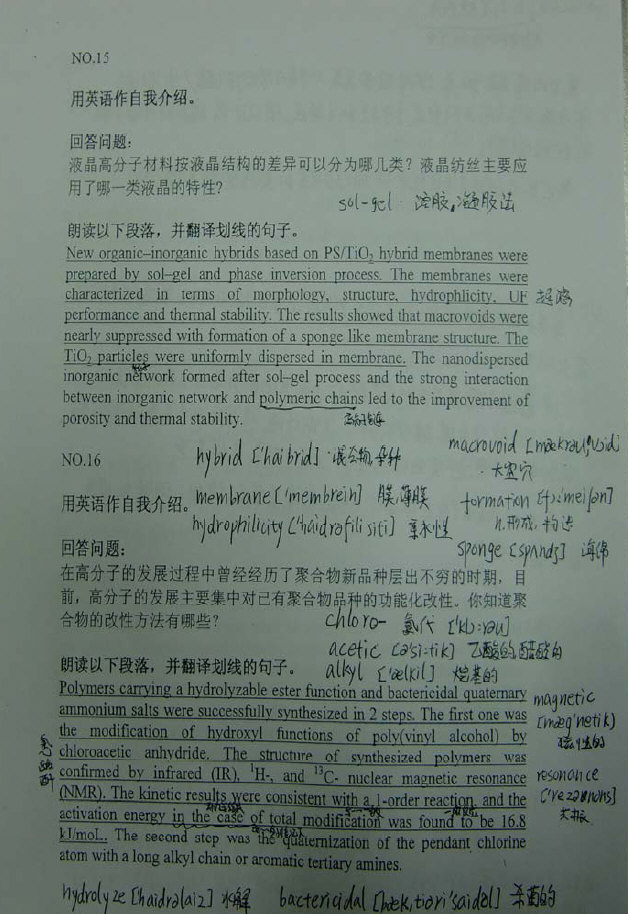 NO.15
用英语作自我介绍。
回答问题:
液晶高分子材料按液晶结构的差异可以分为哪几类? 液晶纺丝主要应
用了哪一类液晶的特性?
sol-gel 溶胶,凝胶法
朗读以下段落，并翻译划线的句子。
New organic–inorganic hybrids based on PS/TiO₂ hybrid membranes were
prepared by sol–gel and phase inversion process. The membranes were
characterized in terms of morphology, structure, hydrophlicity, UF 超滤
performance and thermal stability. The results showed that macrovoids were
nearly suppressed with formation of a sponge like membrane structure. The
TiO₂ particles were uniformly dispersed in membrane. The nanodispersed
inorganic network formed after sol–gel process and the strong interaction
between inorganic network and polymeric chains led to the improvement of
porosity and thermal stability.
macrovoid
NO.16
hybrid ['haibrid] 混合物,杂种
大空穴
用英语作自我介绍。
membrane ['membrein] 膜,薄膜
formation
n.形成,构造
hydrophilicity 亲水性
回答问题:
sponge 海绵
在高分子的发展过程中曾经经历了聚合物新品种层出不穷的时期，目
前，高分子的发展主要集中对已有聚合物品种的功能化改性。你知道聚
合物的改性方法有哪些?
chloro- 氯代
acetic [ə'si:tik] 乙酸的,醋酸的
朗读以下段落，并翻译划线的句子。
alkyl ['ælkil] 烷基的
Polymers carrying a hydrolyzable ester function and bactericidal quaternary
ammonium salts were successfully synthesized in 2 steps. The first one was
the modification of hydroxyl functions of poly(vinyl alcohol) by
chloroacetic anhydride. The structure of synthesized polymers was
confirmed by infrared (IR), ¹H-, and ¹³C- nuclear magnetic resonance
(NMR). The kinetic results were consistent with a 1-order reaction, and the
activation energy in the case of total modification was found to be 16.8
kJ/moL. The second step was the quaternization of the pendant chlorine
atom with a long alkyl chain or aromatic tertiary amines.
magnetic
[mæg'netik]
磁性的
resonance
共振
hydrolyze [haidrəlaiz] 水解 bactericidal 杀菌的